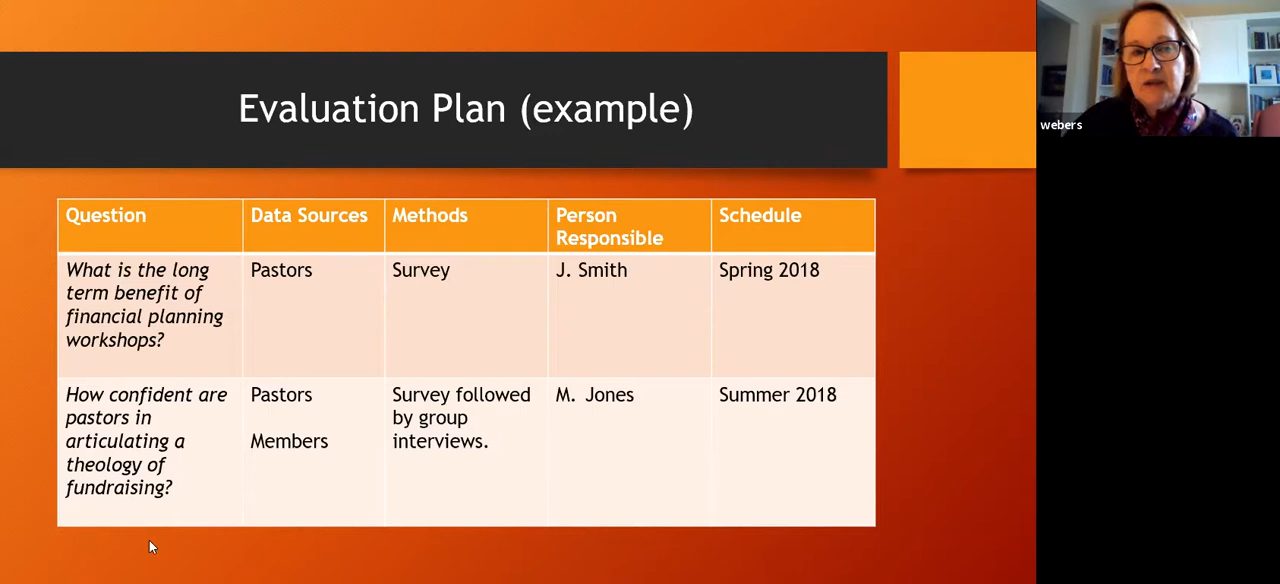 Evaluation Plan (example)
webers
Question
Data Sources
Methods
Person
Responsible
Schedule
What is the long
term benefit of
financial planning
workshops?
Pastors
Survey
J. Smith
Spring 2018
How confident are
pastors in
articulating a
theology of
fundraising?
Pastors
Members
Survey followed
by group
interviews.
M. Jones
Summer 2018